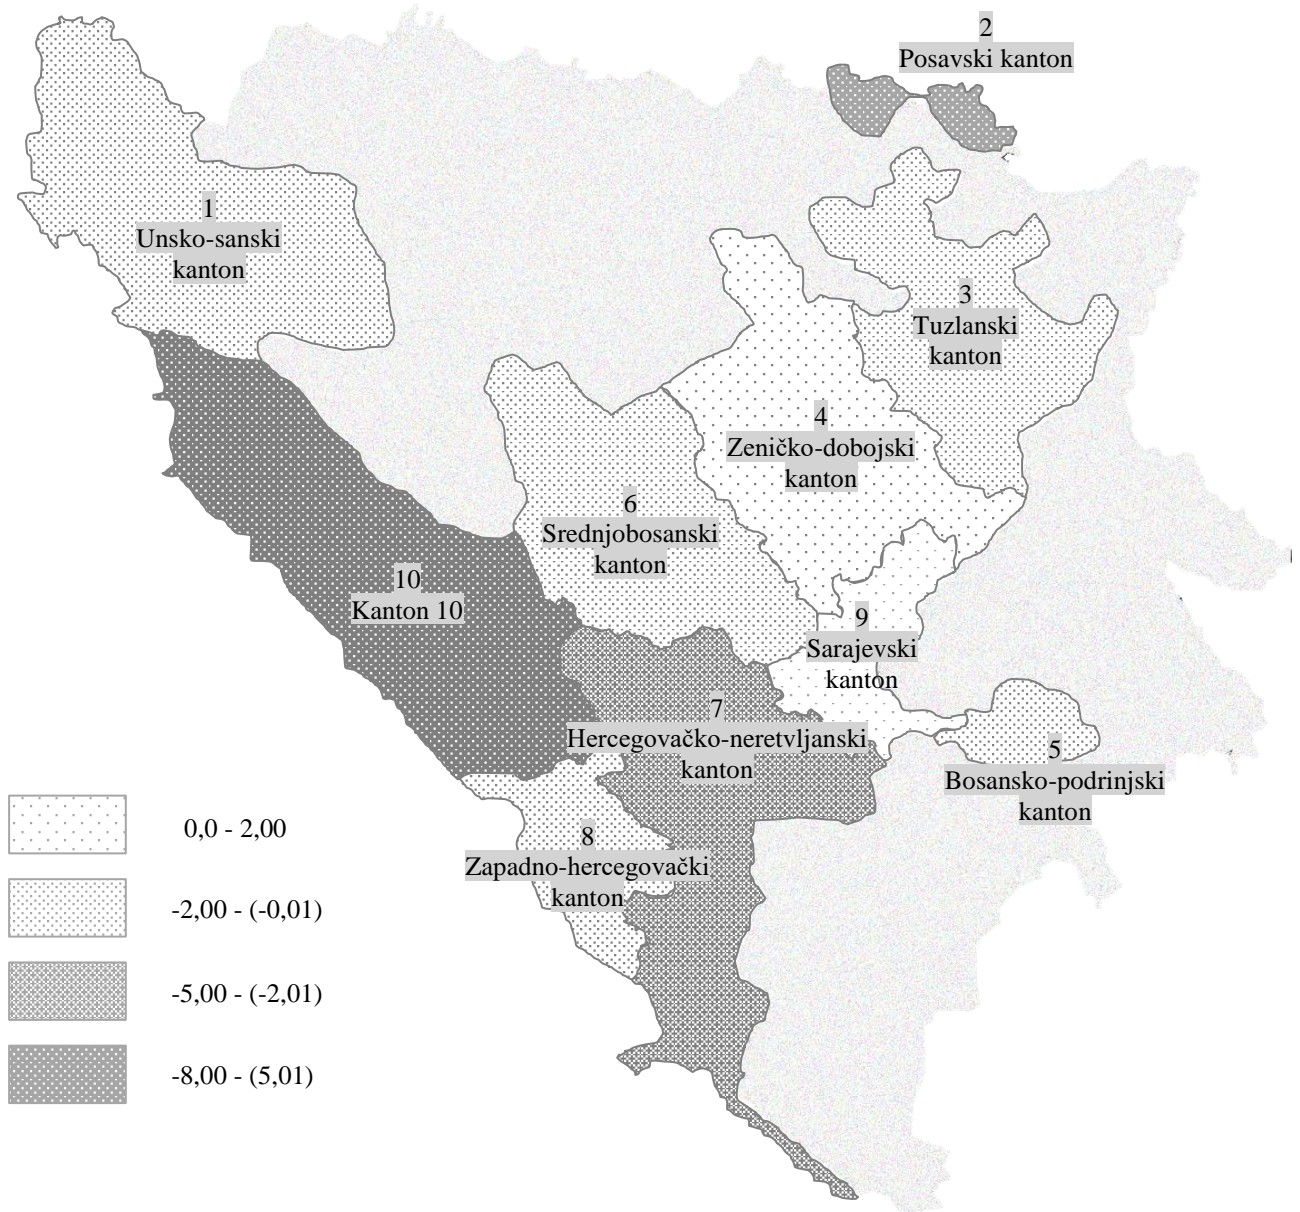 2
Posavski kanton
1
Unsko-sanski
kanton
3
Tuzlanski
kanton
4
Zeničko-dobojski
kanton
6
Srednjobosanski
kanton
10
Kanton 10
9
Sarajevski
kanton
7
Hercegovačko-neretvljanski
kanton
5
Bosansko-podrinjski
kanton
8
Zapadno-hercegovački
kanton
0,0 - 2,00
-2,00 - (-0,01)
-5,00 - (-2,01)
-8,00 - (5,01)